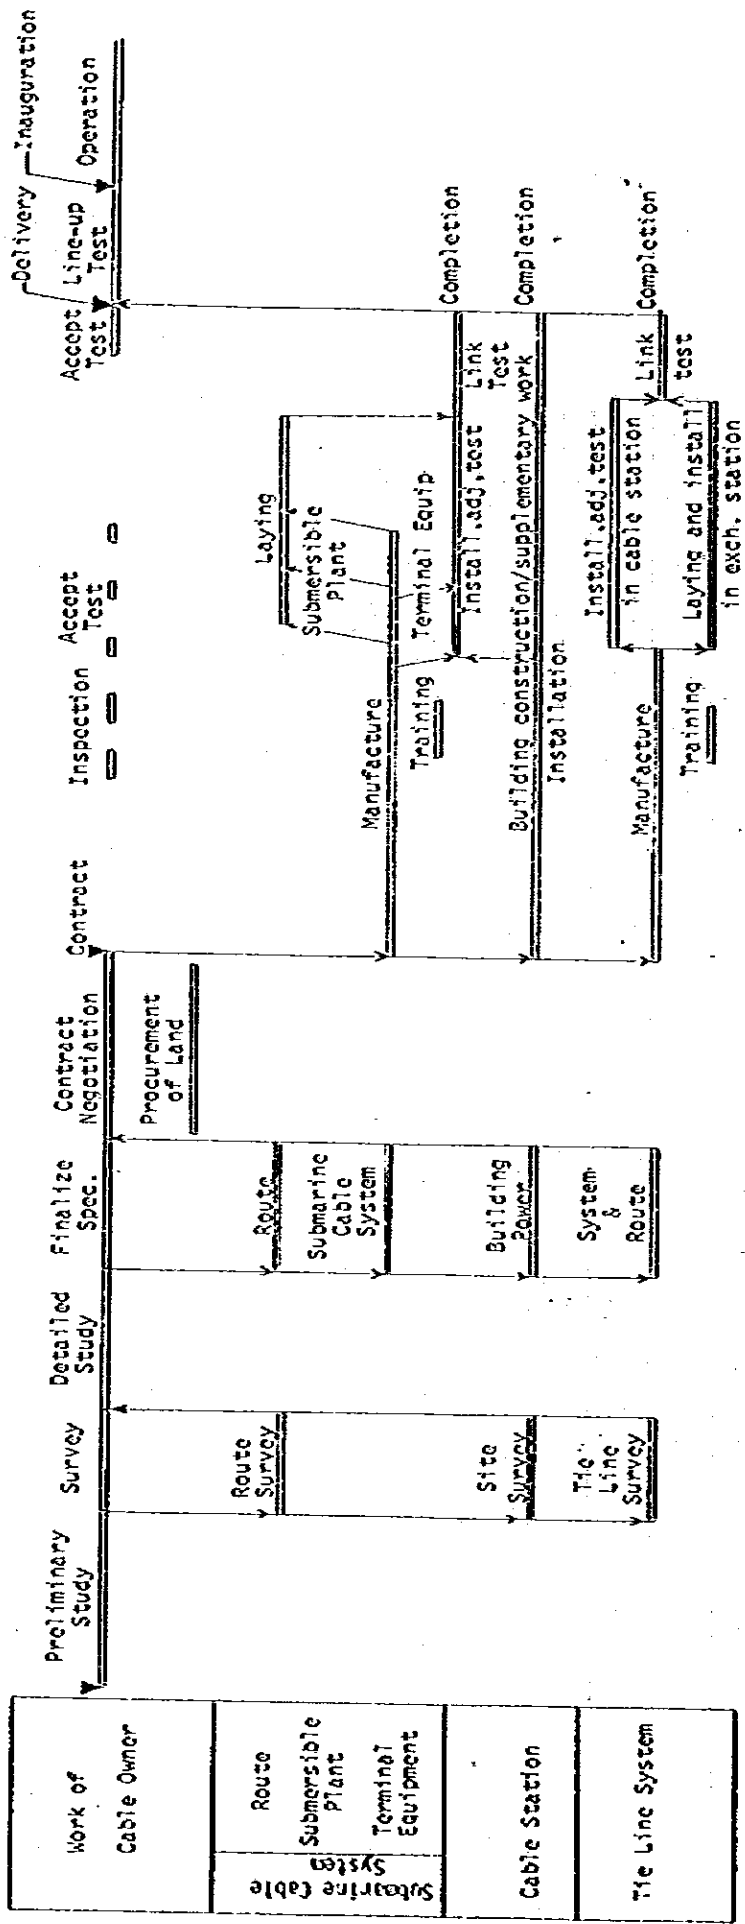 Work of
Cable Owner
Submarine Cable
System
Route
Submersible
Plant
Terminal
Equipment
Cable Station
Tie Line System
Preliminary
Study
Survey
Detailed
Study
Finalize
Spec.
Contract
Negotiation
Contract
Inspection
Accept
Test
Accept
Test
Line-up
Test
Delivery
Inauguration
Operation
Procurement
of Land
Route
Survey
Route
Submarine
Cable
System
Laying
Submersible
Plant
Manufacture
Terminal Equip
Training
Install.adj.test
Link
Test
Completion
Site
Survey
Building
Power
Building construction/supplementary work
Installation
Completion
Tie
Line
Survey
System
&
Route
Manufacture
Training
Install.adj.test
in cable station
Laying and install
in exch. station
Link
test
Completion